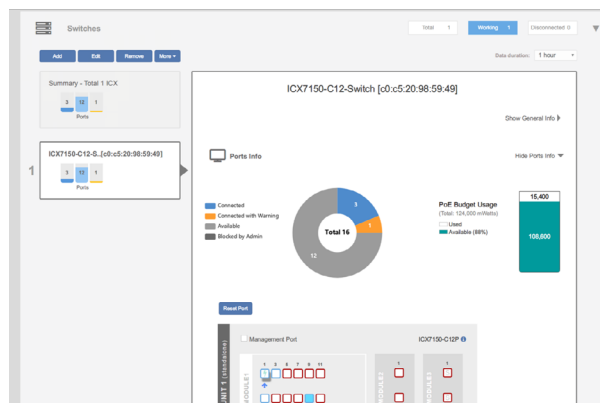 Switches
Total 1
Working 1
Disconnected 0
Add
Edit
Remove
More
Data duration: 1 hour
Summary - Total 1 ICX
3 12 1
Ports
1
ICX7150-C12-S..[c0:c5:20:98:59:49]
3 12 1
Ports
ICX7150-C12-Switch [c0:c5:20:98:59:49]
Show General Info
Ports Info
Hide Ports Info
Connected
Connected with Warning
Available
Blocked by Admin
3
1
Total 16
12
PoE Budget Usage
(Total: 124,000 mWatts)
Used
Available (88%)
15,400
108,600
Reset Port
UNIT 1 (standalone)
Management Port
ICX7150-C12P
MODULE1
1 3 5 7 9 11
MODULE2
1
MODULE3
1